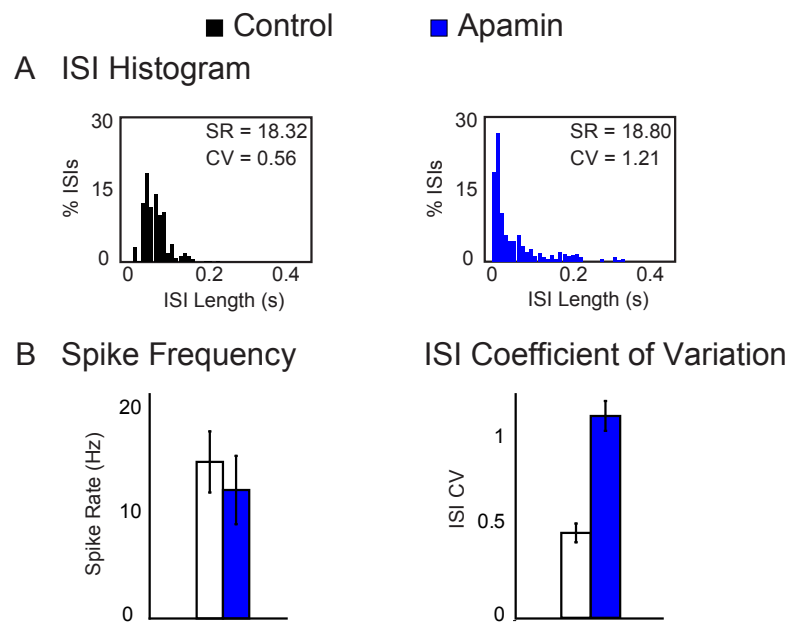 Control Apamin
A ISI Histogram
30
15
0
% ISIs
SR = 18.32
CV = 0.56
0 0.2 0.4
ISI Length (s)
30
15
0
% ISIs
SR = 18.80
CV = 1.21
0 0.2 0.4
ISI Length (s)
B Spike Frequency
20
10
0
Spike Rate (Hz)
ISI Coefficient of Variation
1
0.5
0
ISI CV